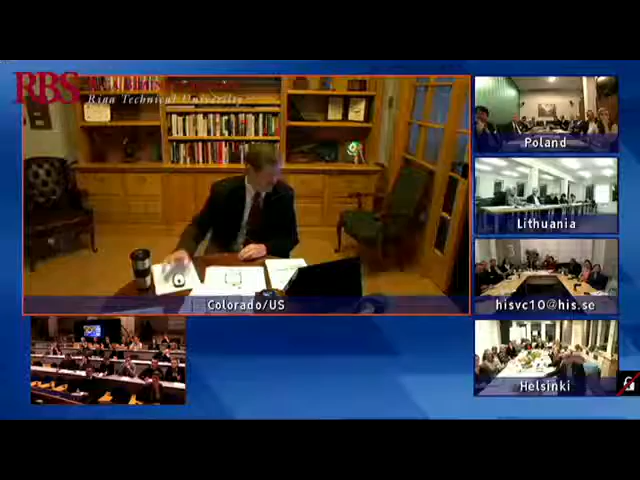 RBS
Riga Technical University
Poland
Lithuania
Colorado/US
hisvc10@his.se
Helsinki